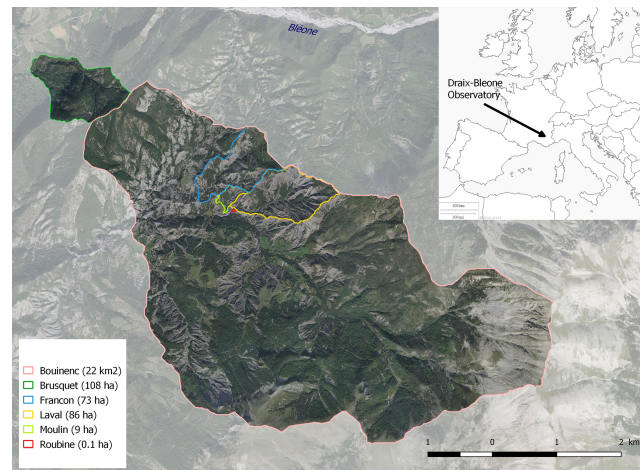 Bléone
Draix-Bleone
Observatory
Bouinenc (22 km2)
Brusquet (108 ha)
Francon (73 ha)
Laval (86 ha)
Moulin (9 ha)
Roubine (0.1 ha)
1 0 1 2 km